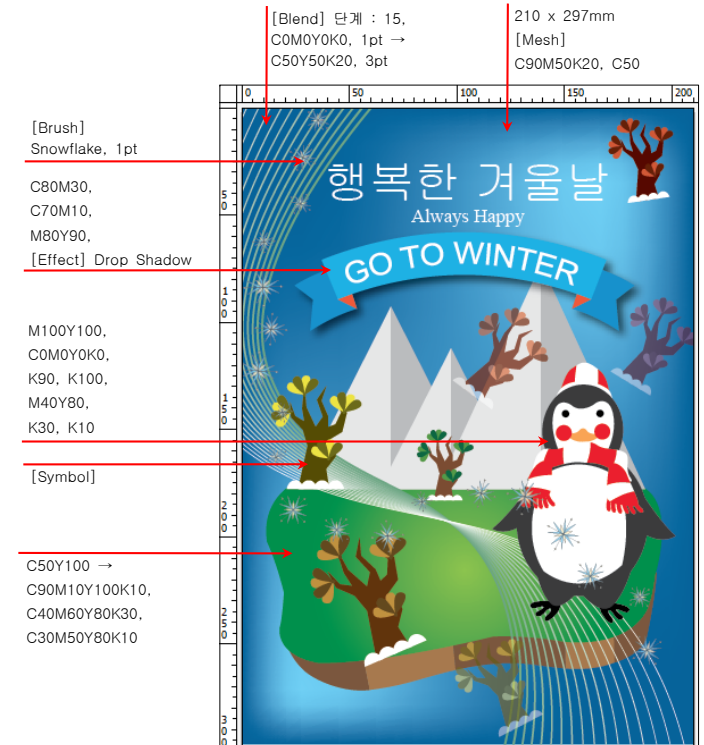 [Blend] 단계 : 15,
C0M0Y0K0, 1pt →
C50Y50K20, 3pt
210 x 297mm
[Mesh]
C90M50K20, C50
0 50 100 150 200
[Brush]
Snowflake, 1pt
C80M30,
C70M10,
M80Y90,
[Effect] Drop Shadow
M100Y100,
C0M0Y0K0,
K90, K100,
M40Y80,
K30, K10
[Symbol]
C50Y100 →
C90M10Y100K10,
C40M60Y80K30,
C30M50Y80K10
50
100
150
200
250
300
행복한 겨울날
Always Happy
GO TO WINTER